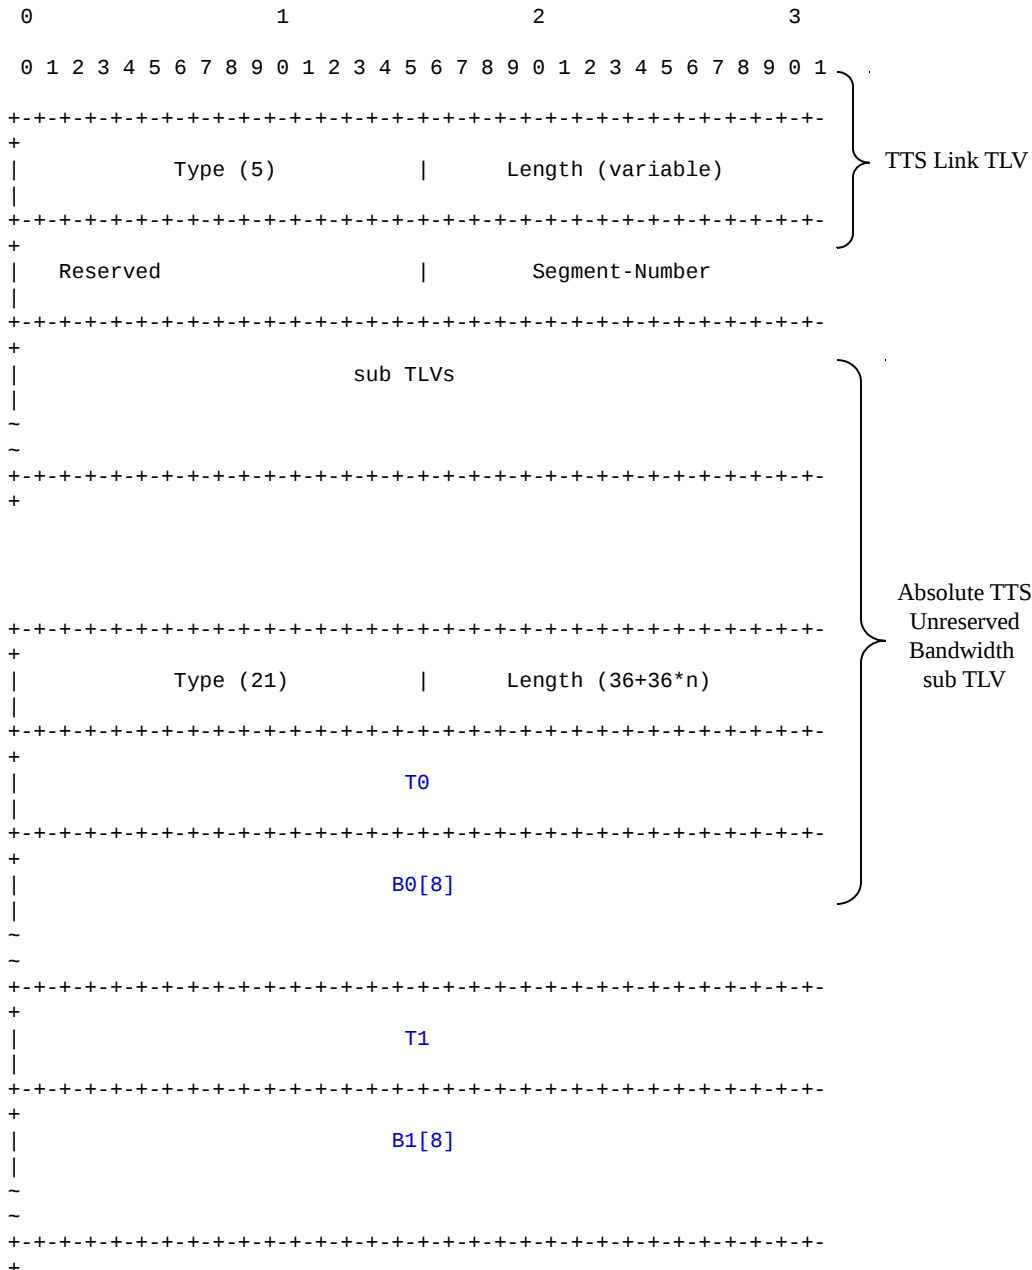 0                   1                   2                   3
0 1 2 3 4 5 6 7 8 9 0 1 2 3 4 5 6 7 8 9 0 1 2 3 4 5 6 7 8 9 0 1
+-+-+-+-+-+-+-+-+-+-+-+-+-+-+-+-+-+-+-+-+-+-+-+-+-+-+-+-+-+-+-+-
+
TTS Link TLV
|            Type (5)           |      Length (variable)
|
+-+-+-+-+-+-+-+-+-+-+-+-+-+-+-+-+-+-+-+-+-+-+-+-+-+-+-+-+-+-+-+-
+
|   Reserved                    |        Segment-Number
|
+-+-+-+-+-+-+-+-+-+-+-+-+-+-+-+-+-+-+-+-+-+-+-+-+-+-+-+-+-+-+-+-
+
|                          sub TLVs
|
~
~
+-+-+-+-+-+-+-+-+-+-+-+-+-+-+-+-+-+-+-+-+-+-+-+-+-+-+-+-+-+-+-+-
+
Absolute TTS
Unreserved
Bandwidth
sub TLV
+-+-+-+-+-+-+-+-+-+-+-+-+-+-+-+-+-+-+-+-+-+-+-+-+-+-+-+-+-+-+-+-
+
|            Type (21)          |      Length (36+36*n)
|
+-+-+-+-+-+-+-+-+-+-+-+-+-+-+-+-+-+-+-+-+-+-+-+-+-+-+-+-+-+-+-+-
+
|                              T0
|
+-+-+-+-+-+-+-+-+-+-+-+-+-+-+-+-+-+-+-+-+-+-+-+-+-+-+-+-+-+-+-+-
+
|                             B0[8]
|
~
~
+-+-+-+-+-+-+-+-+-+-+-+-+-+-+-+-+-+-+-+-+-+-+-+-+-+-+-+-+-+-+-+-
+
|                              T1
|
+-+-+-+-+-+-+-+-+-+-+-+-+-+-+-+-+-+-+-+-+-+-+-+-+-+-+-+-+-+-+-+-
+
|                             B1[8]
|
~
~
+-+-+-+-+-+-+-+-+-+-+-+-+-+-+-+-+-+-+-+-+-+-+-+-+-+-+-+-+-+-+-+-
+